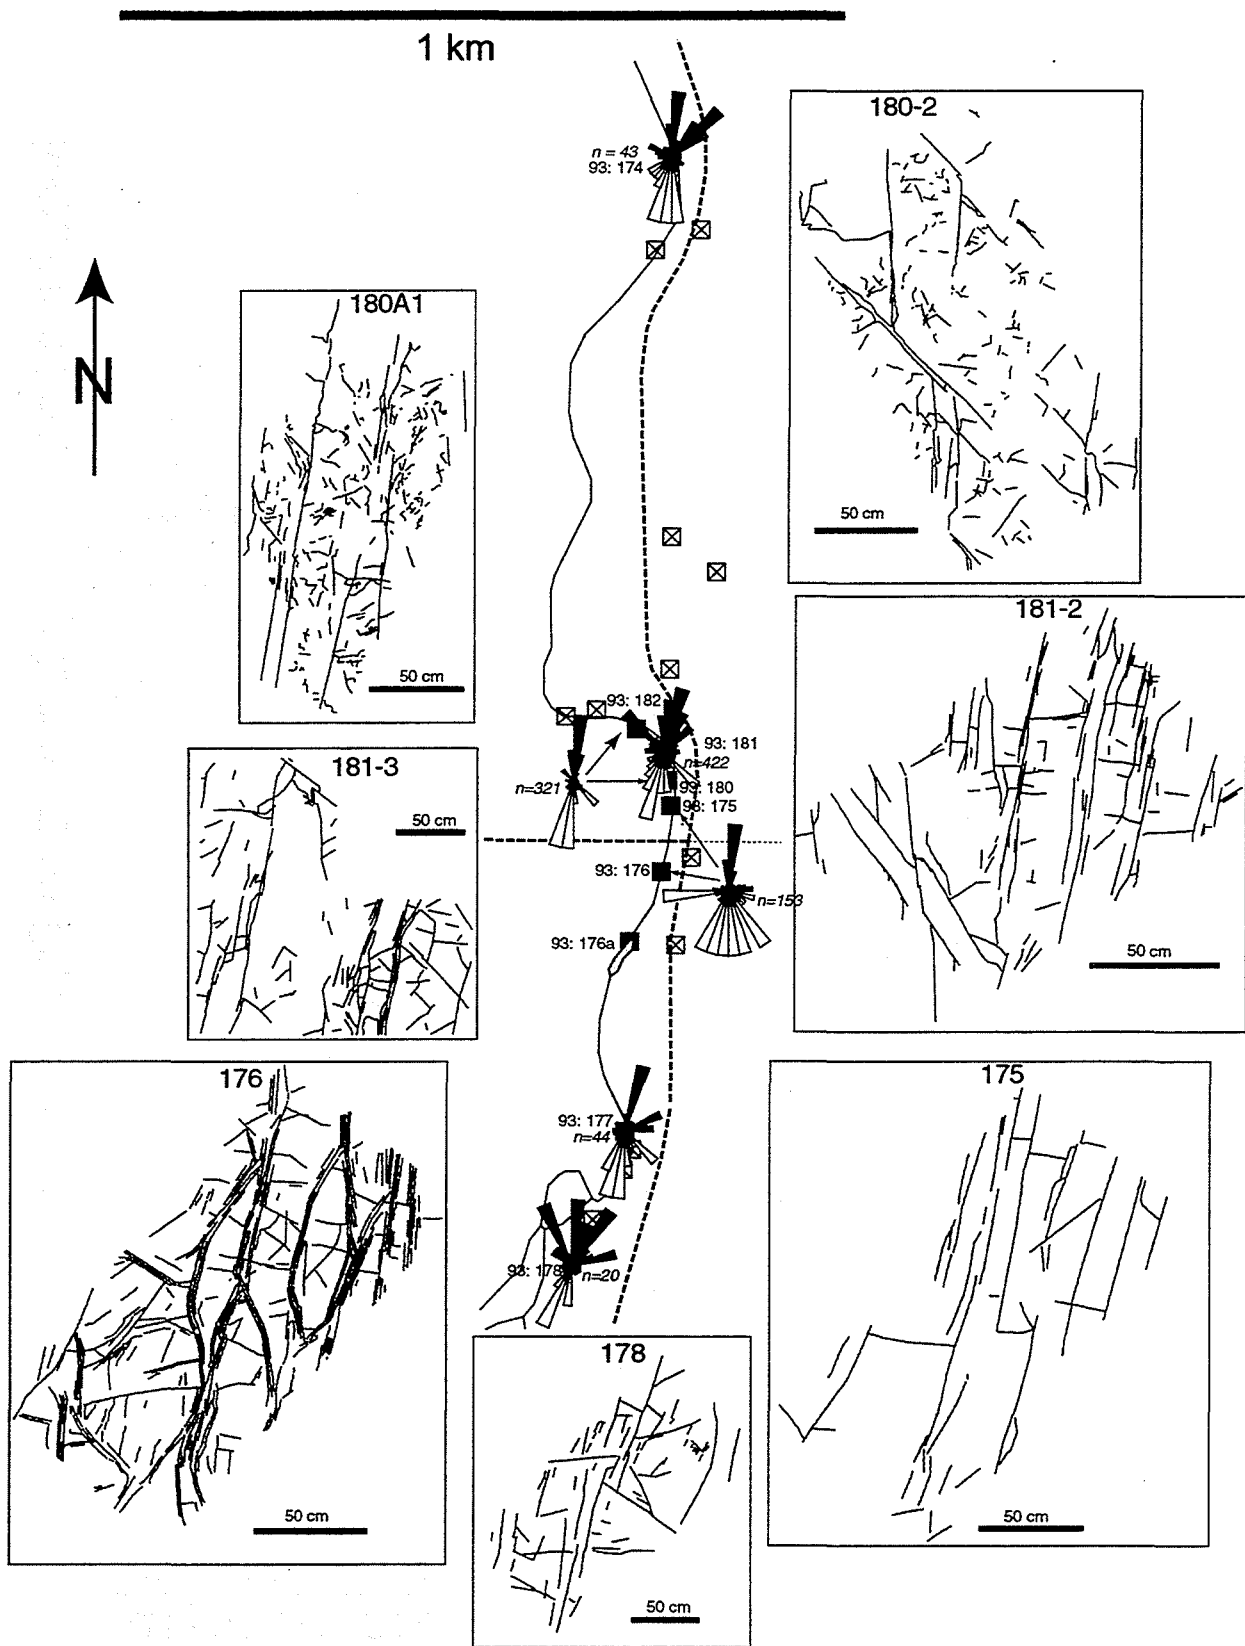 1 km
180-2
n = 43
93: 174
N
180A1
50 cm
50 cm
181-2
93: 182
93: 181
n=422
181-3
n=321
93: 180
93: 175
50 cm
93: 176
n=153
93: 176a
50 cm
176
175
93: 177
n=44
93: 178
n=20
178
50 cm
50 cm
50 cm